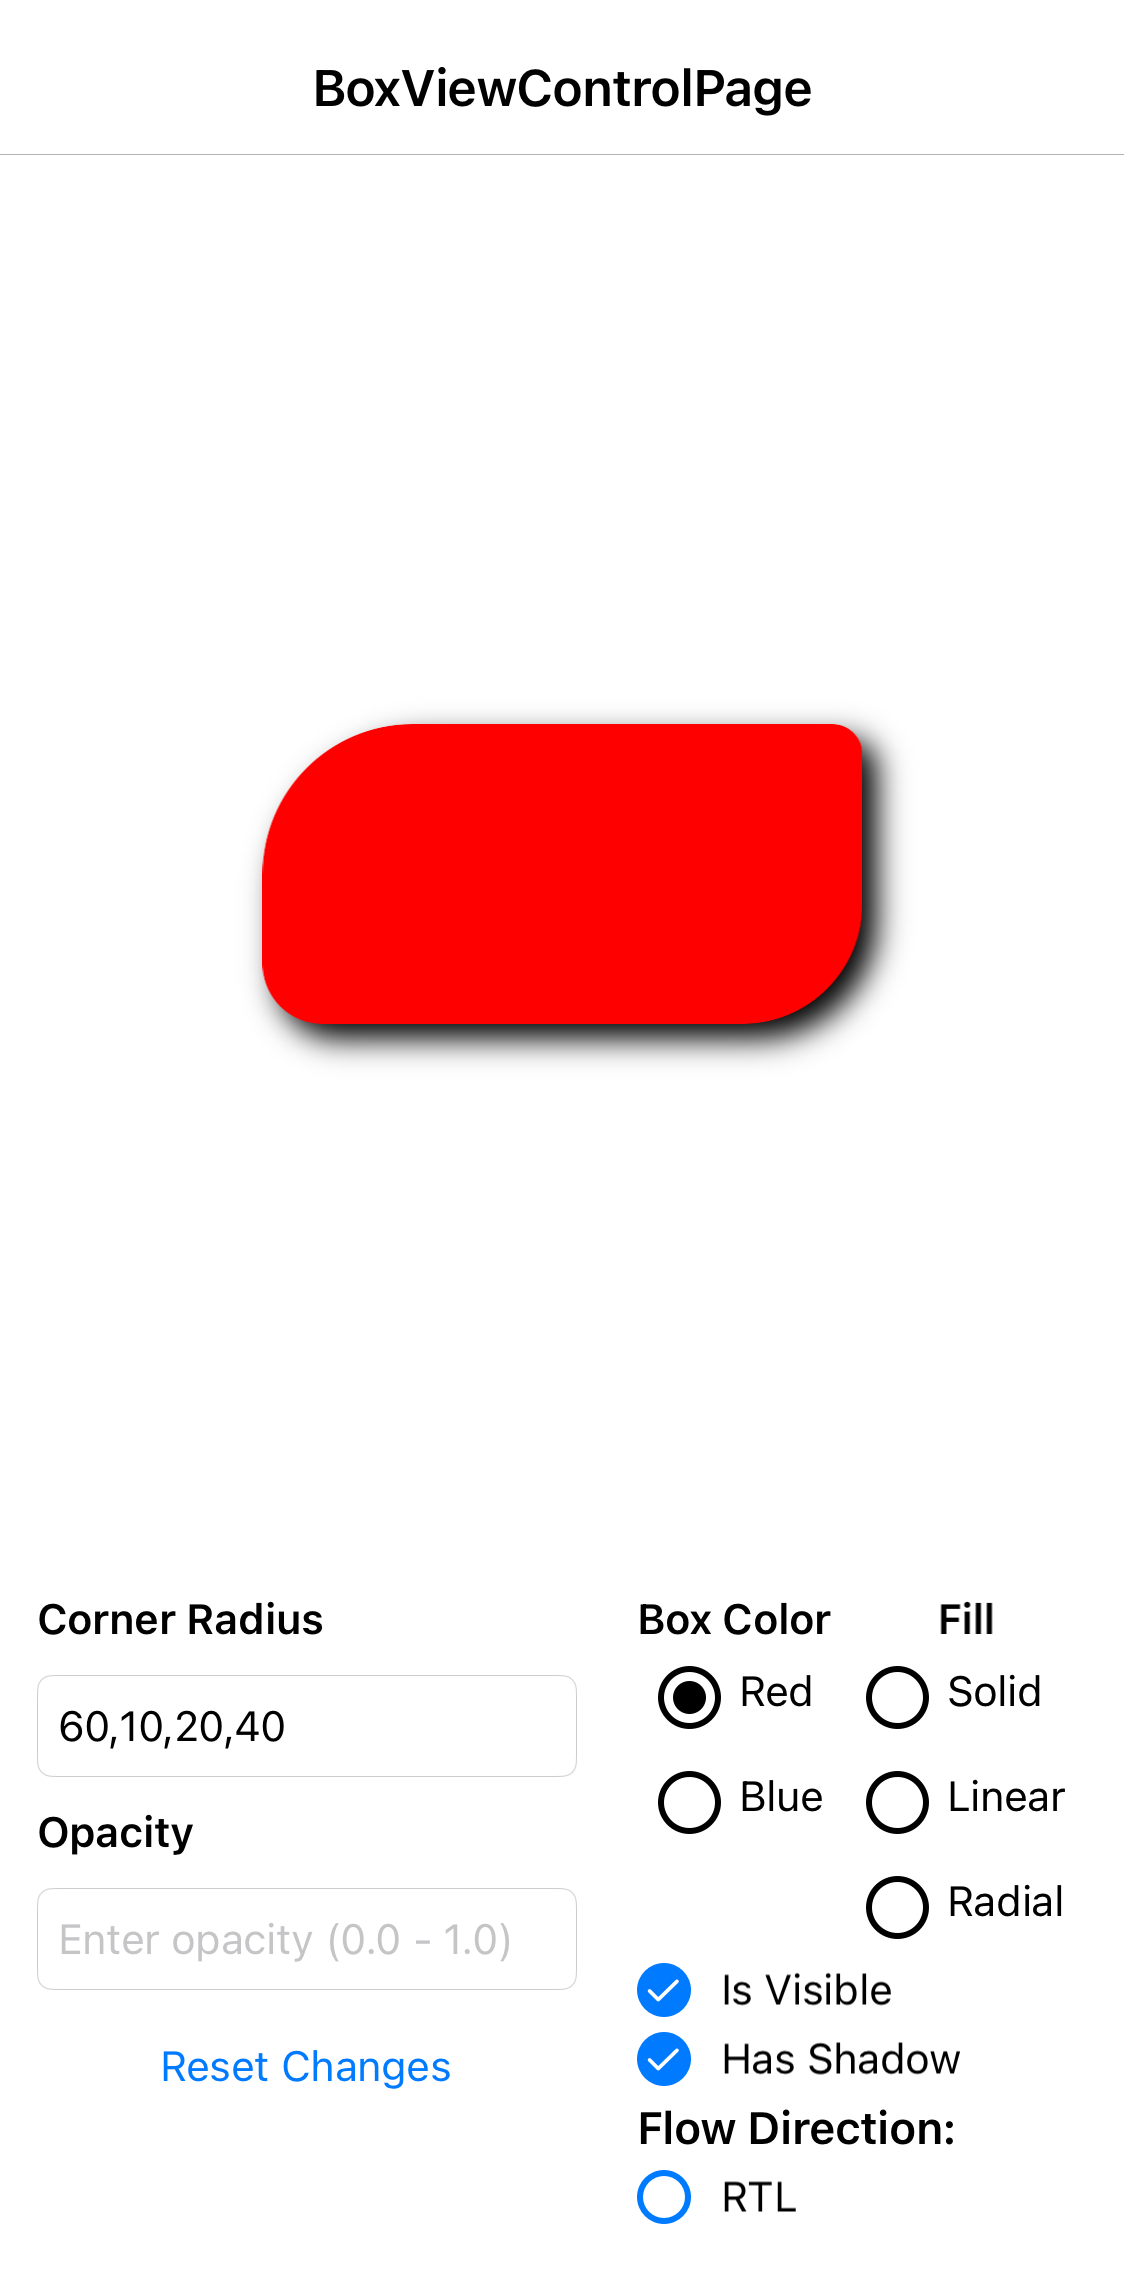 BoxViewControlPage
Corner Radius
60,10,20,40
Opacity
Enter opacity (0.0 - 1.0)
Reset Changes
Box Color
Red
Blue
Fill
Solid
Linear
Radial
Is Visible
Has Shadow
Flow Direction:
RTL